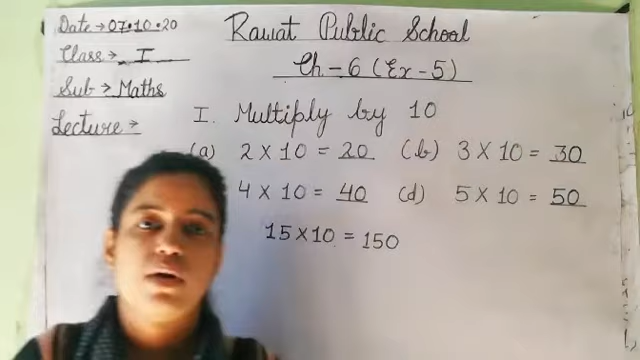 Date → 07.10.20
Rawat Public School
Class → I
Ch - 6 (Ex - 5)
Sub → Maths
Lecture →
I. Multiply by 10
(a) 2 × 10 = 20 (b) 3 × 10 = 30
4 × 10 = 40 (d) 5 × 10 = 50
15 × 10 = 150